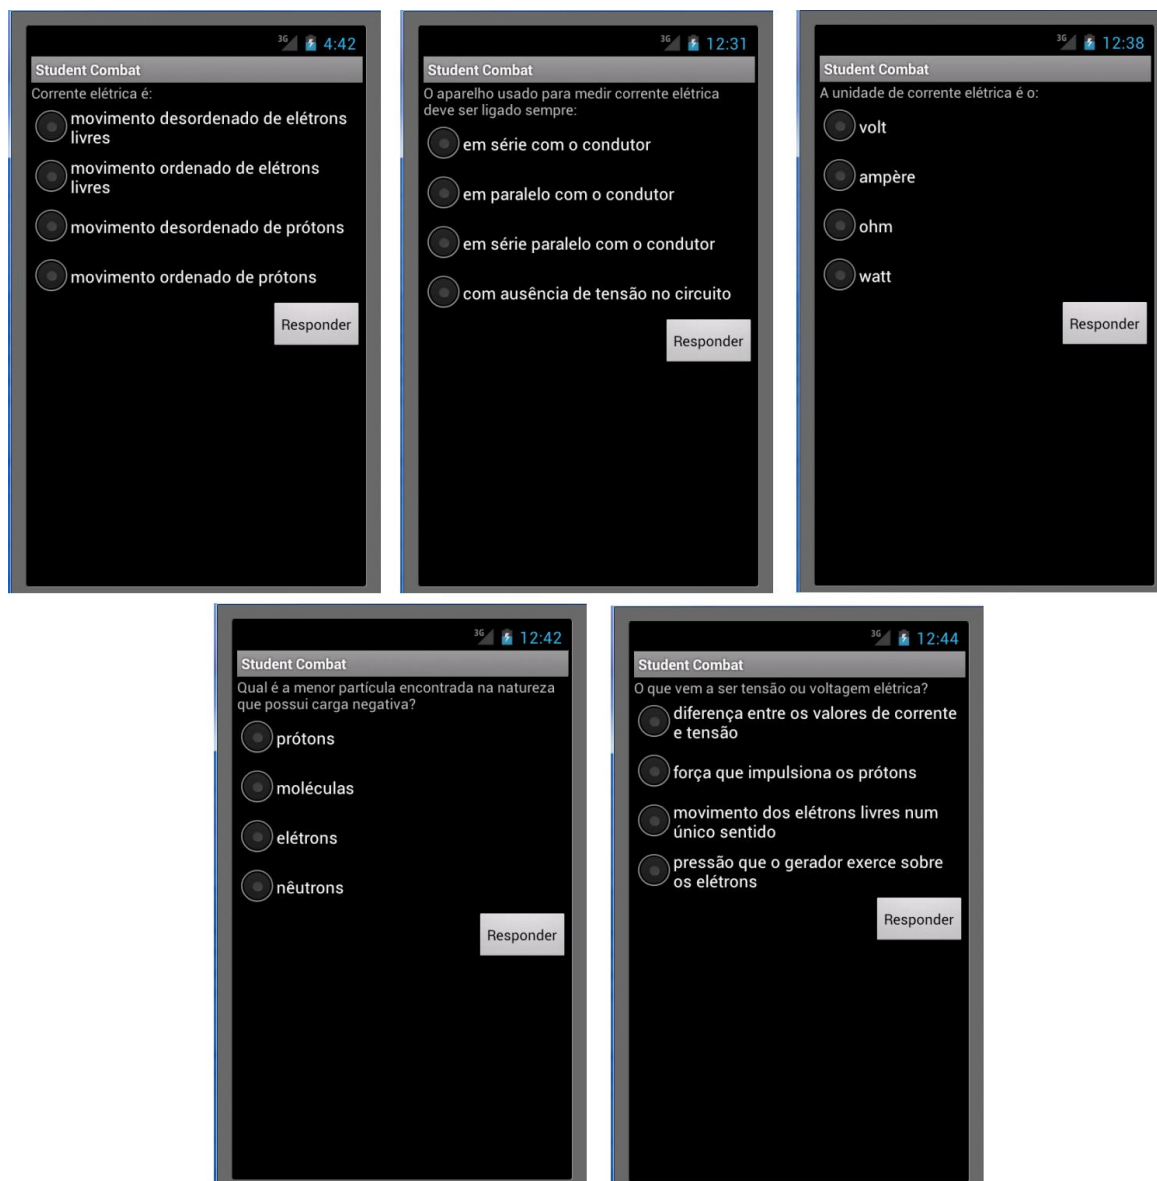 3G 4:42
Student Combat
Corrente elétrica é:
movimento desordenado de elétrons
livres
movimento ordenado de elétrons
livres
movimento desordenado de prótons
movimento ordenado de prótons
Responder
3G 12:31
Student Combat
O aparelho usado para medir corrente elétrica
deve ser ligado sempre:
em série com o condutor
em paralelo com o condutor
em série paralelo com o condutor
com ausência de tensão no circuito
Responder
3G 12:38
Student Combat
A unidade de corrente elétrica é o:
volt
ampère
ohm
watt
Responder
3G 12:42
Student Combat
Qual é a menor partícula encontrada na natureza
que possui carga negativa?
prótons
moléculas
elétrons
nêutrons
Responder
3G 12:44
Student Combat
O que vem a ser tensão ou voltagem elétrica?
diferença entre os valores de corrente
e tensão
força que impulsiona os prótons
movimento dos elétrons livres num
único sentido
pressão que o gerador exerce sobre
os elétrons
Responder